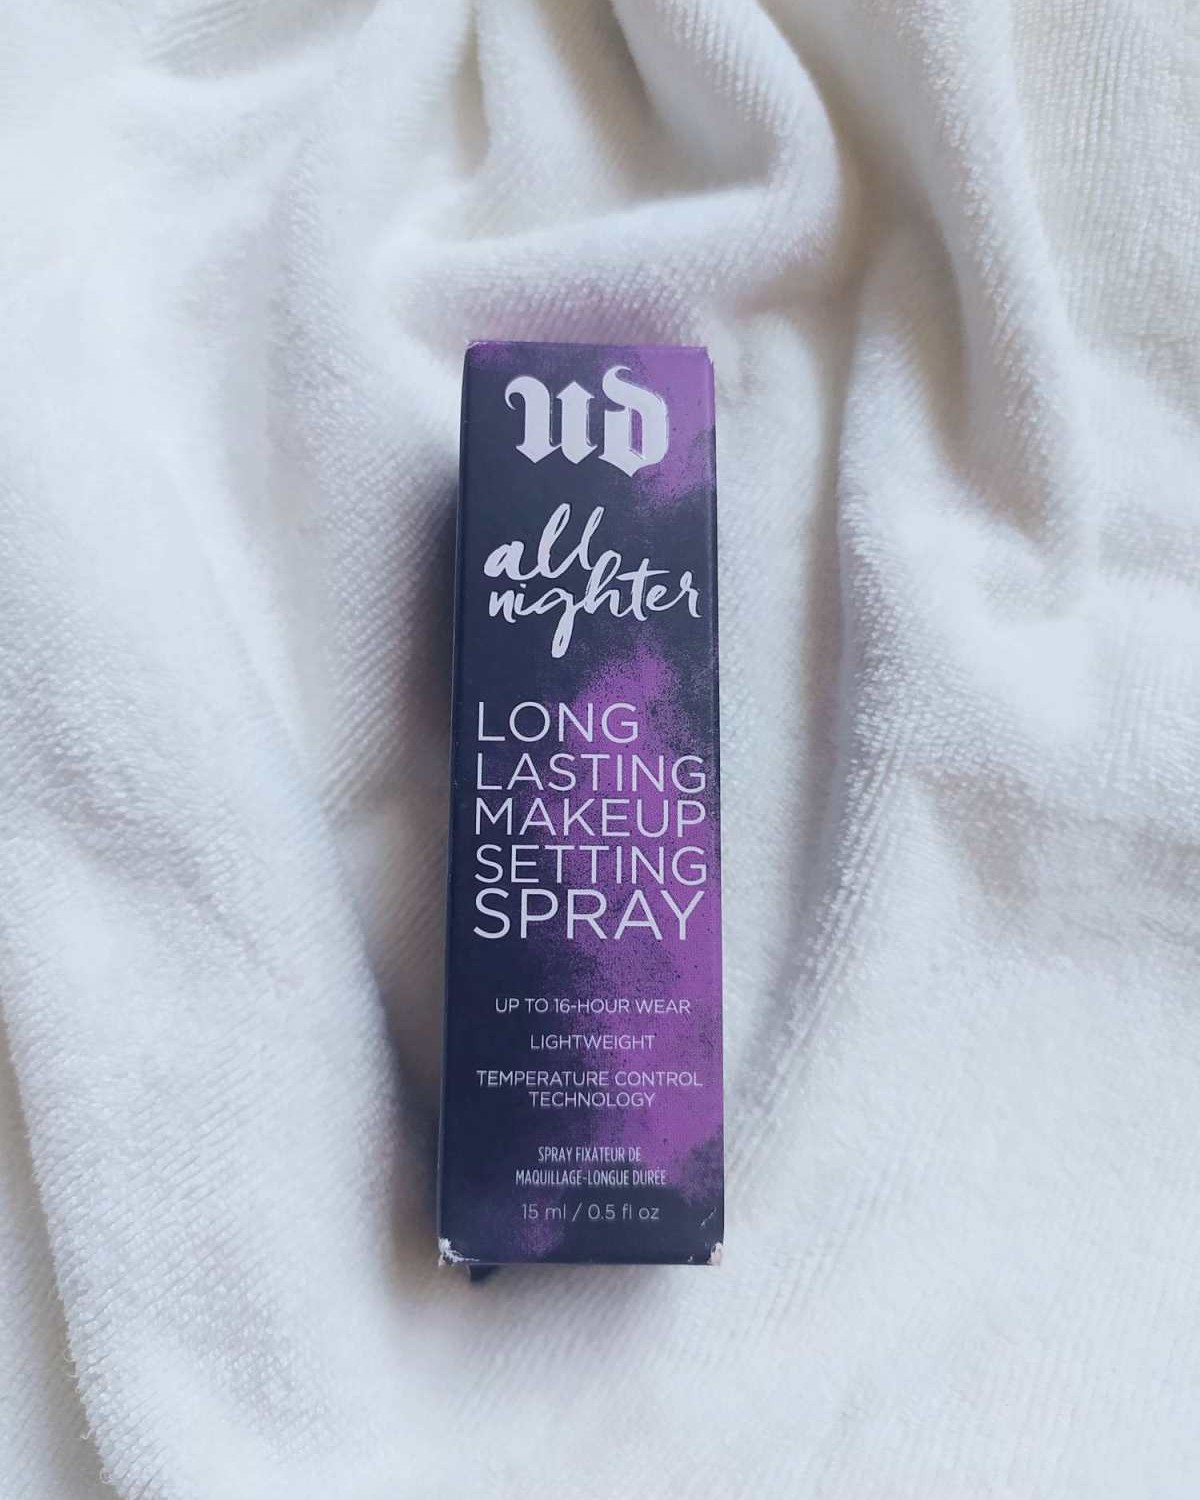 ud
all
nighter
LONG
LASTING
MAKEUP
SETTING
SPRAY
UP TO 16-HOUR WEAR
LIGHTWEIGHT
TEMPERATURE CONTROL
TECHNOLOGY
SPRAY FIXATEUR DE
MAQUILLAGE-LONGUE DURÉE
15 ml / 0.5 fl oz